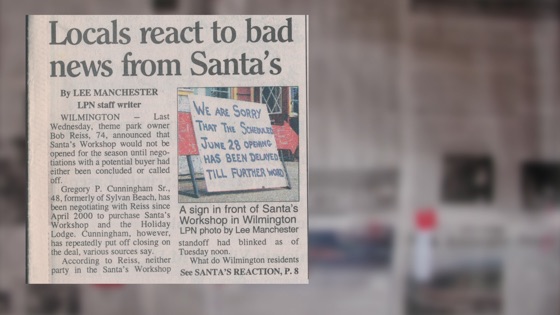 Locals react to bad
news from Santa's
By LEE MANCHESTER
LPN staff writer
WILMINGTON — Last
Wednesday, theme park owner
Bob Reiss, 74, announced that
Santa's Workshop would not be
opened for the season until nego-
tiations with a potential buyer had
either been concluded or called
off.
Gregory P. Cunningham Sr.,
48, formerly of Sylvan Beach, has
been negotiating with Reiss since
April 2000 to purchase Santa's
Workshop and the Holiday
Lodge. Cunningham, however,
has repeatedly put off closing on
the deal, various sources say.
According to Reiss, neither
party in the Santa's Workshop
WE ARE SORRY
THAT THE SCHEDULED
JUNE 28 OPENING
HAS BEEN DELAYED
TILL FURTHER WORD
A sign in front of Santa's
Workshop in Wilmington
LPN photo by Lee Manchester
standoff had blinked as of
Tuesday noon.
What do Wilmington residents
See SANTA'S REACTION, P. 8